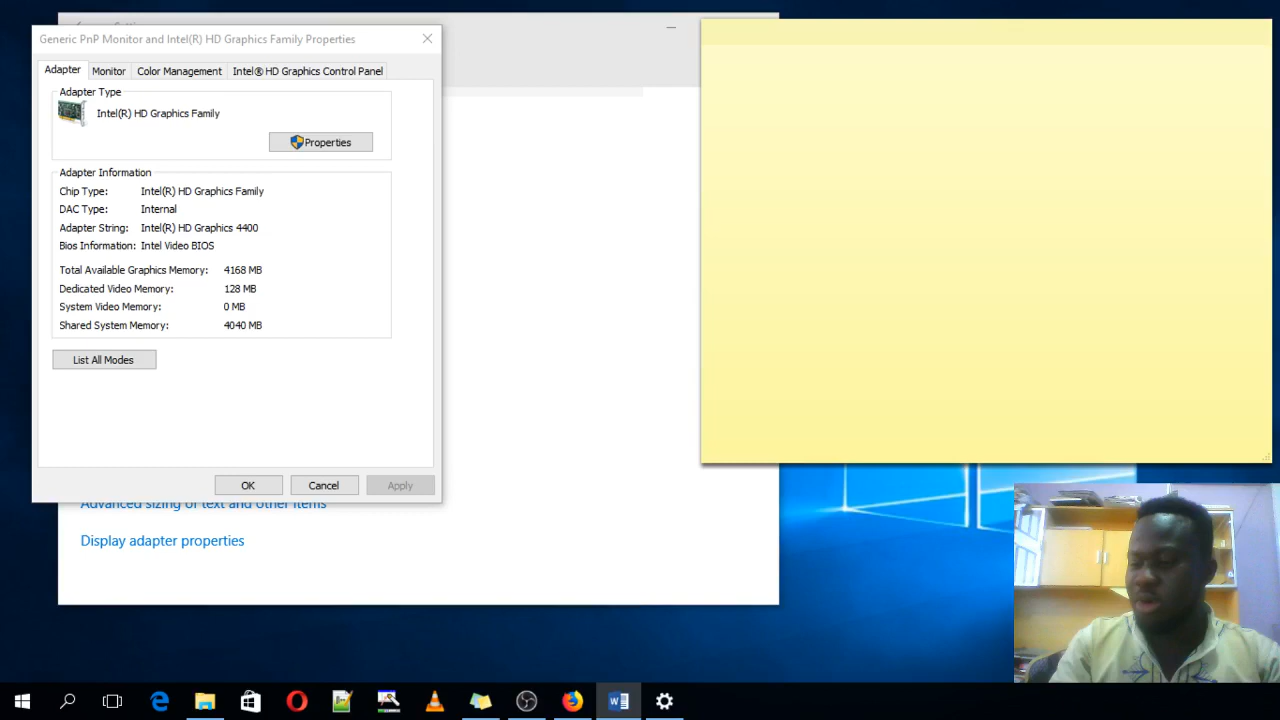 Generic PnP Monitor and Intel(R) HD Graphics Family Properties
Adapter
Monitor
Color Management
Intel® HD Graphics Control Panel
Adapter Type
Intel(R) HD Graphics Family
Properties
Adapter Information
Chip Type: Intel(R) HD Graphics Family
DAC Type: Internal
Adapter String: Intel(R) HD Graphics 4400
Bios Information: Intel Video BIOS
Total Available Graphics Memory: 4168 MB
Dedicated Video Memory: 128 MB
System Video Memory: 0 MB
Shared System Memory: 4040 MB
List All Modes
OK
Cancel
Apply
Advanced sizing of text and other items
Display adapter properties